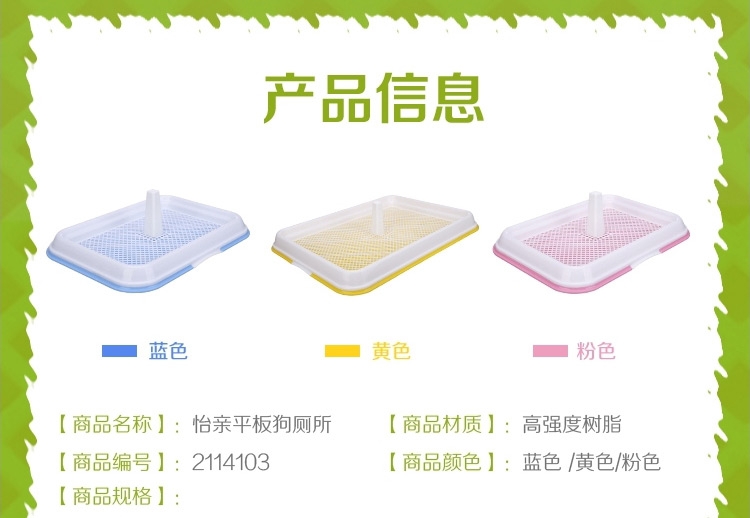 产品信息
蓝色
黄色
粉色
【商品名称】：怡亲平板狗厕所
【商品材质】：高强度树脂
【商品编号】：2114103
【商品颜色】：蓝色 /黄色/粉色
【商品规格】：